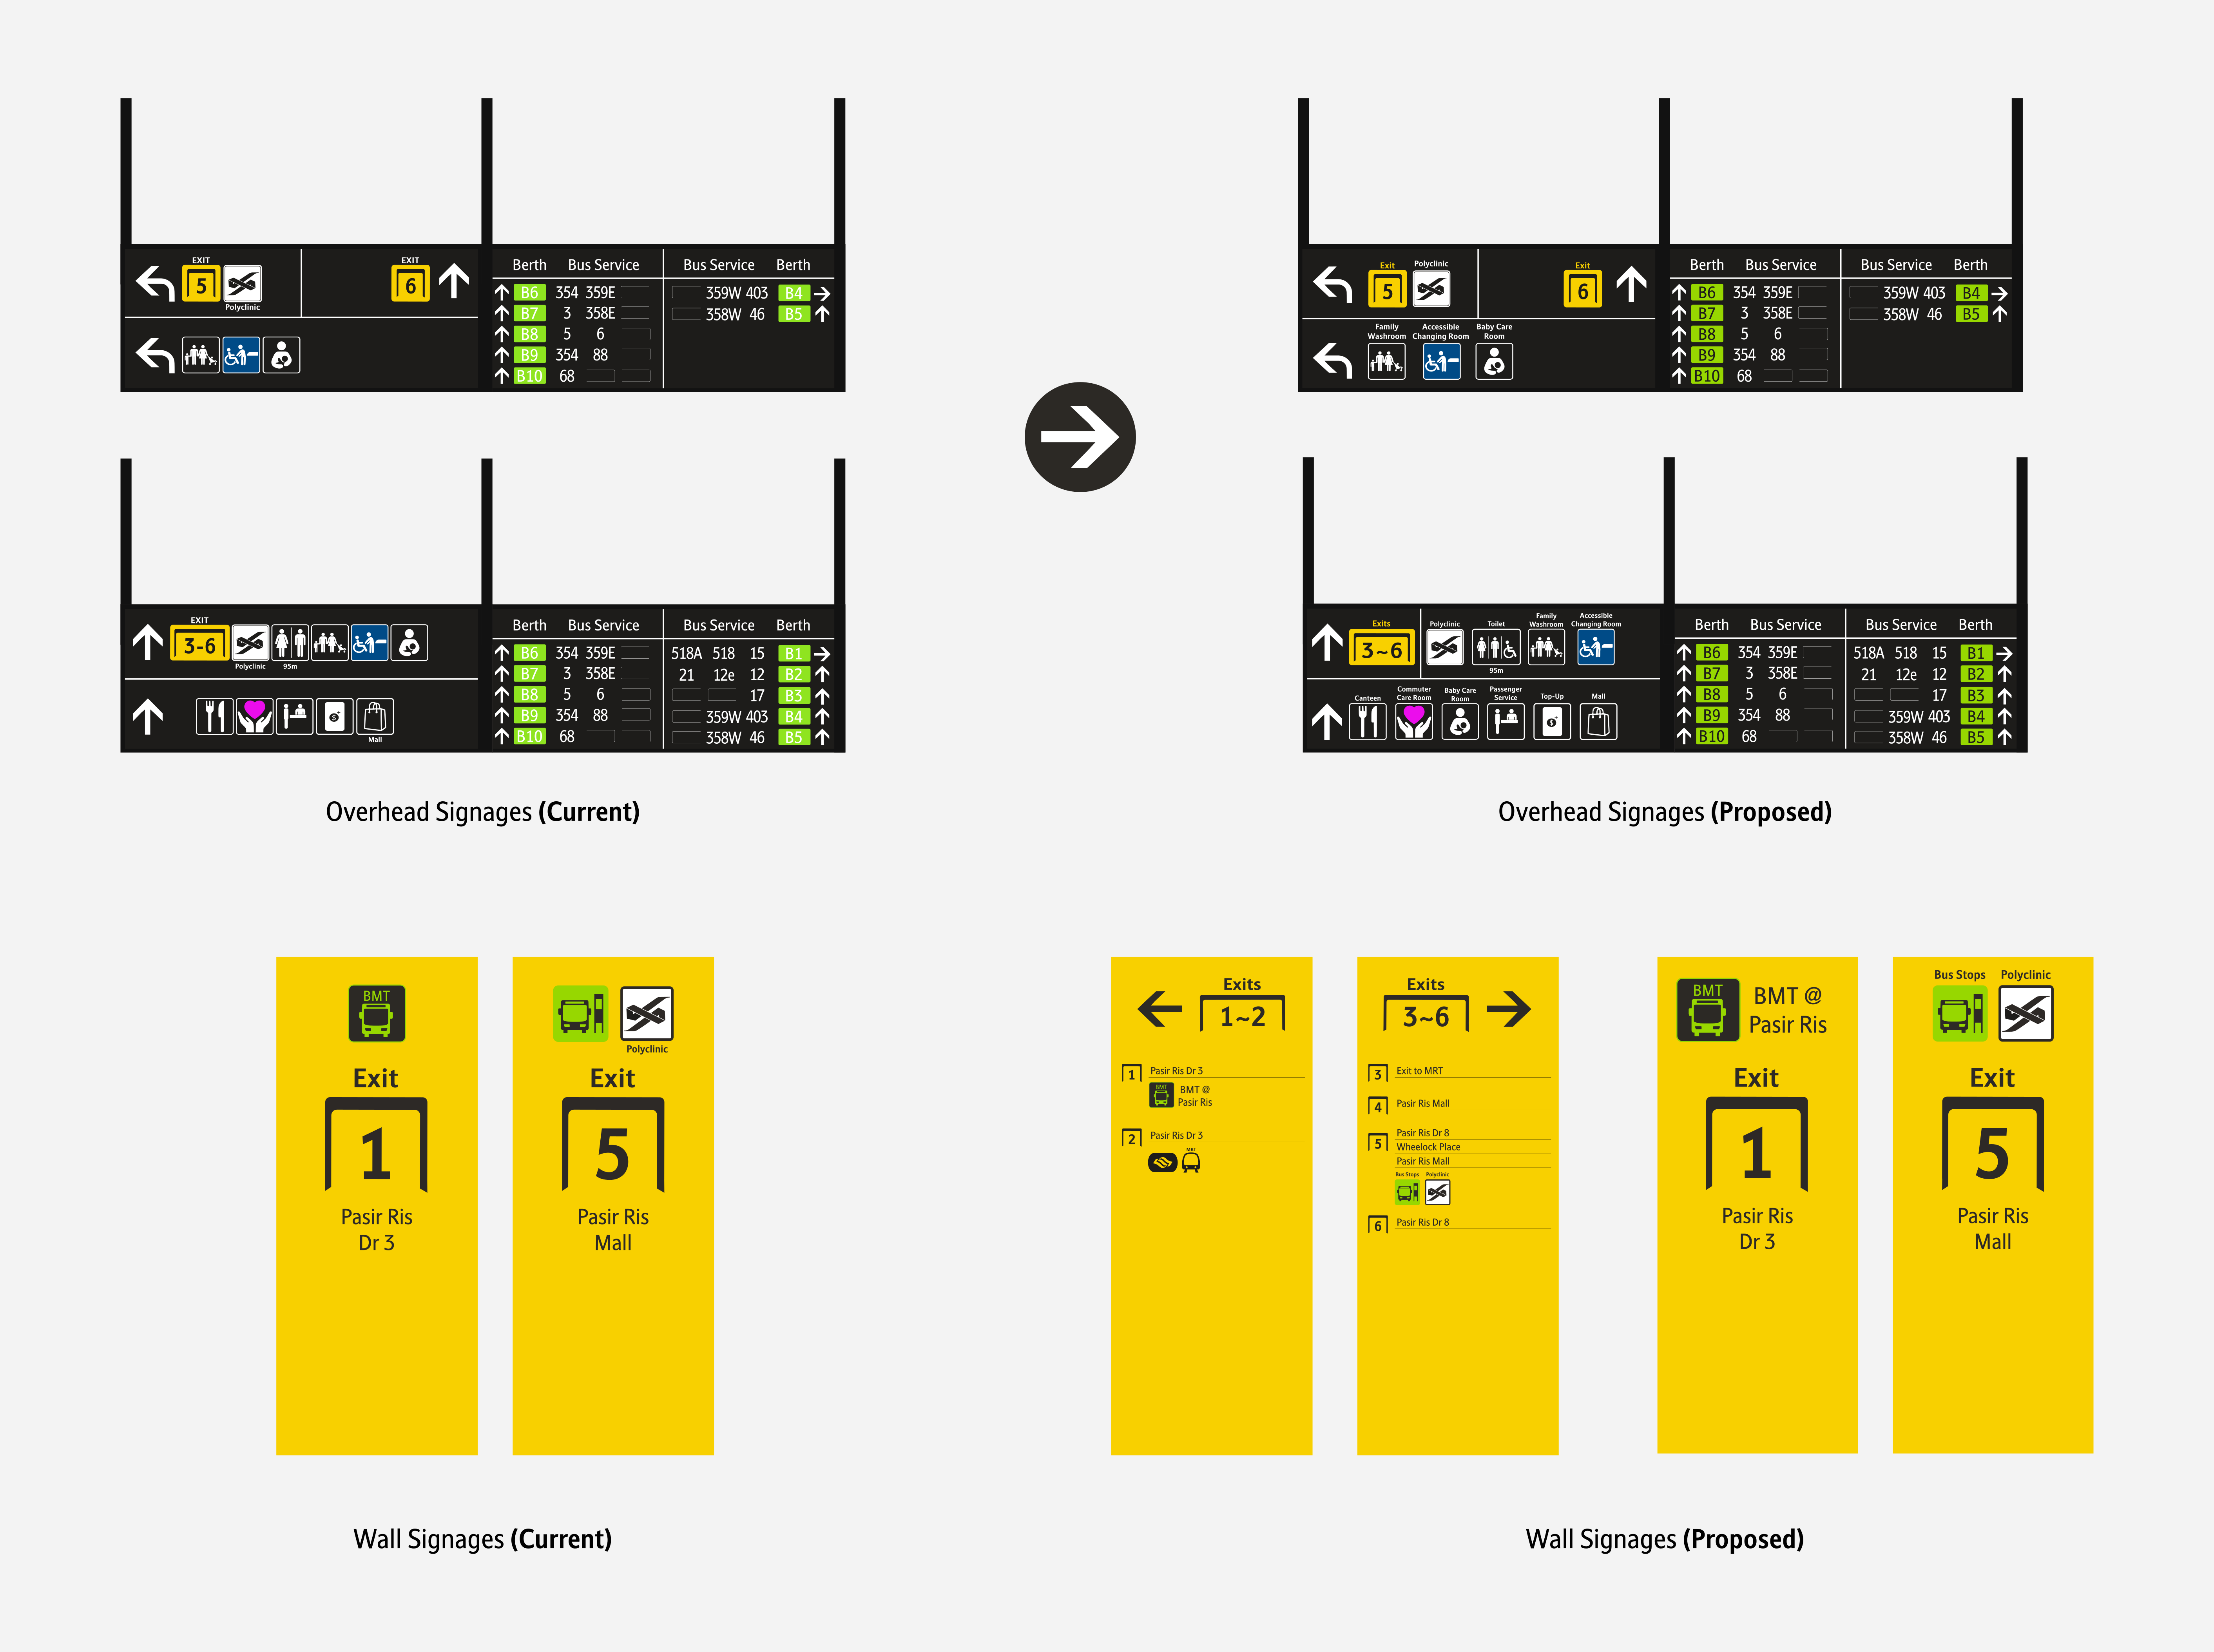 EXIT
EXIT
5
6
Polyclinic
Berth Bus Service Bus Service Berth
B6 354 359E 359W 403 B4
B7 3 358E 358W 46 B5
B8 5 6
B9 354 88
B10 68
Exit Polyclinic
Exit
5
6
Family Washroom
Accessible Changing Room
Baby Care Room
Berth Bus Service Bus Service Berth
B6 354 359E 359W 403 B4
B7 3 358E 358W 46 B5
B8 5 6
B9 354 88
B10 68
EXIT
3-6
Polyclinic 95m
$
Mall
Berth Bus Service Bus Service Berth
B6 354 359E 518A 518 15 B1
B7 3 358E 21 12e 12 B2
B8 5 6 17 B3
B9 354 88 359W 403 B4
B10 68 358W 46 B5
Exits
3~6
Polyclinic
Toilet
Family Washroom
Accessible Changing Room
95m
Canteen
Commuter Care Room
Baby Care Room
Passenger Service
Top-Up
Mall
$
Berth Bus Service Bus Service Berth
B6 354 359E 518A 518 15 B1
B7 3 358E 21 12e 12 B2
B8 5 6 17 B3
B9 354 88 359W 403 B4
B10 68 358W 46 B5
Overhead Signages (Current)
Overhead Signages (Proposed)
BMT
Exit
1
Pasir Ris
Dr 3
Polyclinic
Exit
5
Pasir Ris
Mall
Exits
1~2
1 Pasir Ris Dr 3
BMT
BMT @
Pasir Ris
2 Pasir Ris Dr 3
MRT
Exits
3~6
3 Exit to MRT
4 Pasir Ris Mall
5 Pasir Ris Dr 8
Wheelock Place
Pasir Ris Mall
Bus Stops Polyclinic
6 Pasir Ris Dr 8
BMT
BMT @
Pasir Ris
Exit
1
Pasir Ris
Dr 3
Bus Stops Polyclinic
Exit
5
Pasir Ris
Mall
Wall Signages (Current)
Wall Signages (Proposed)